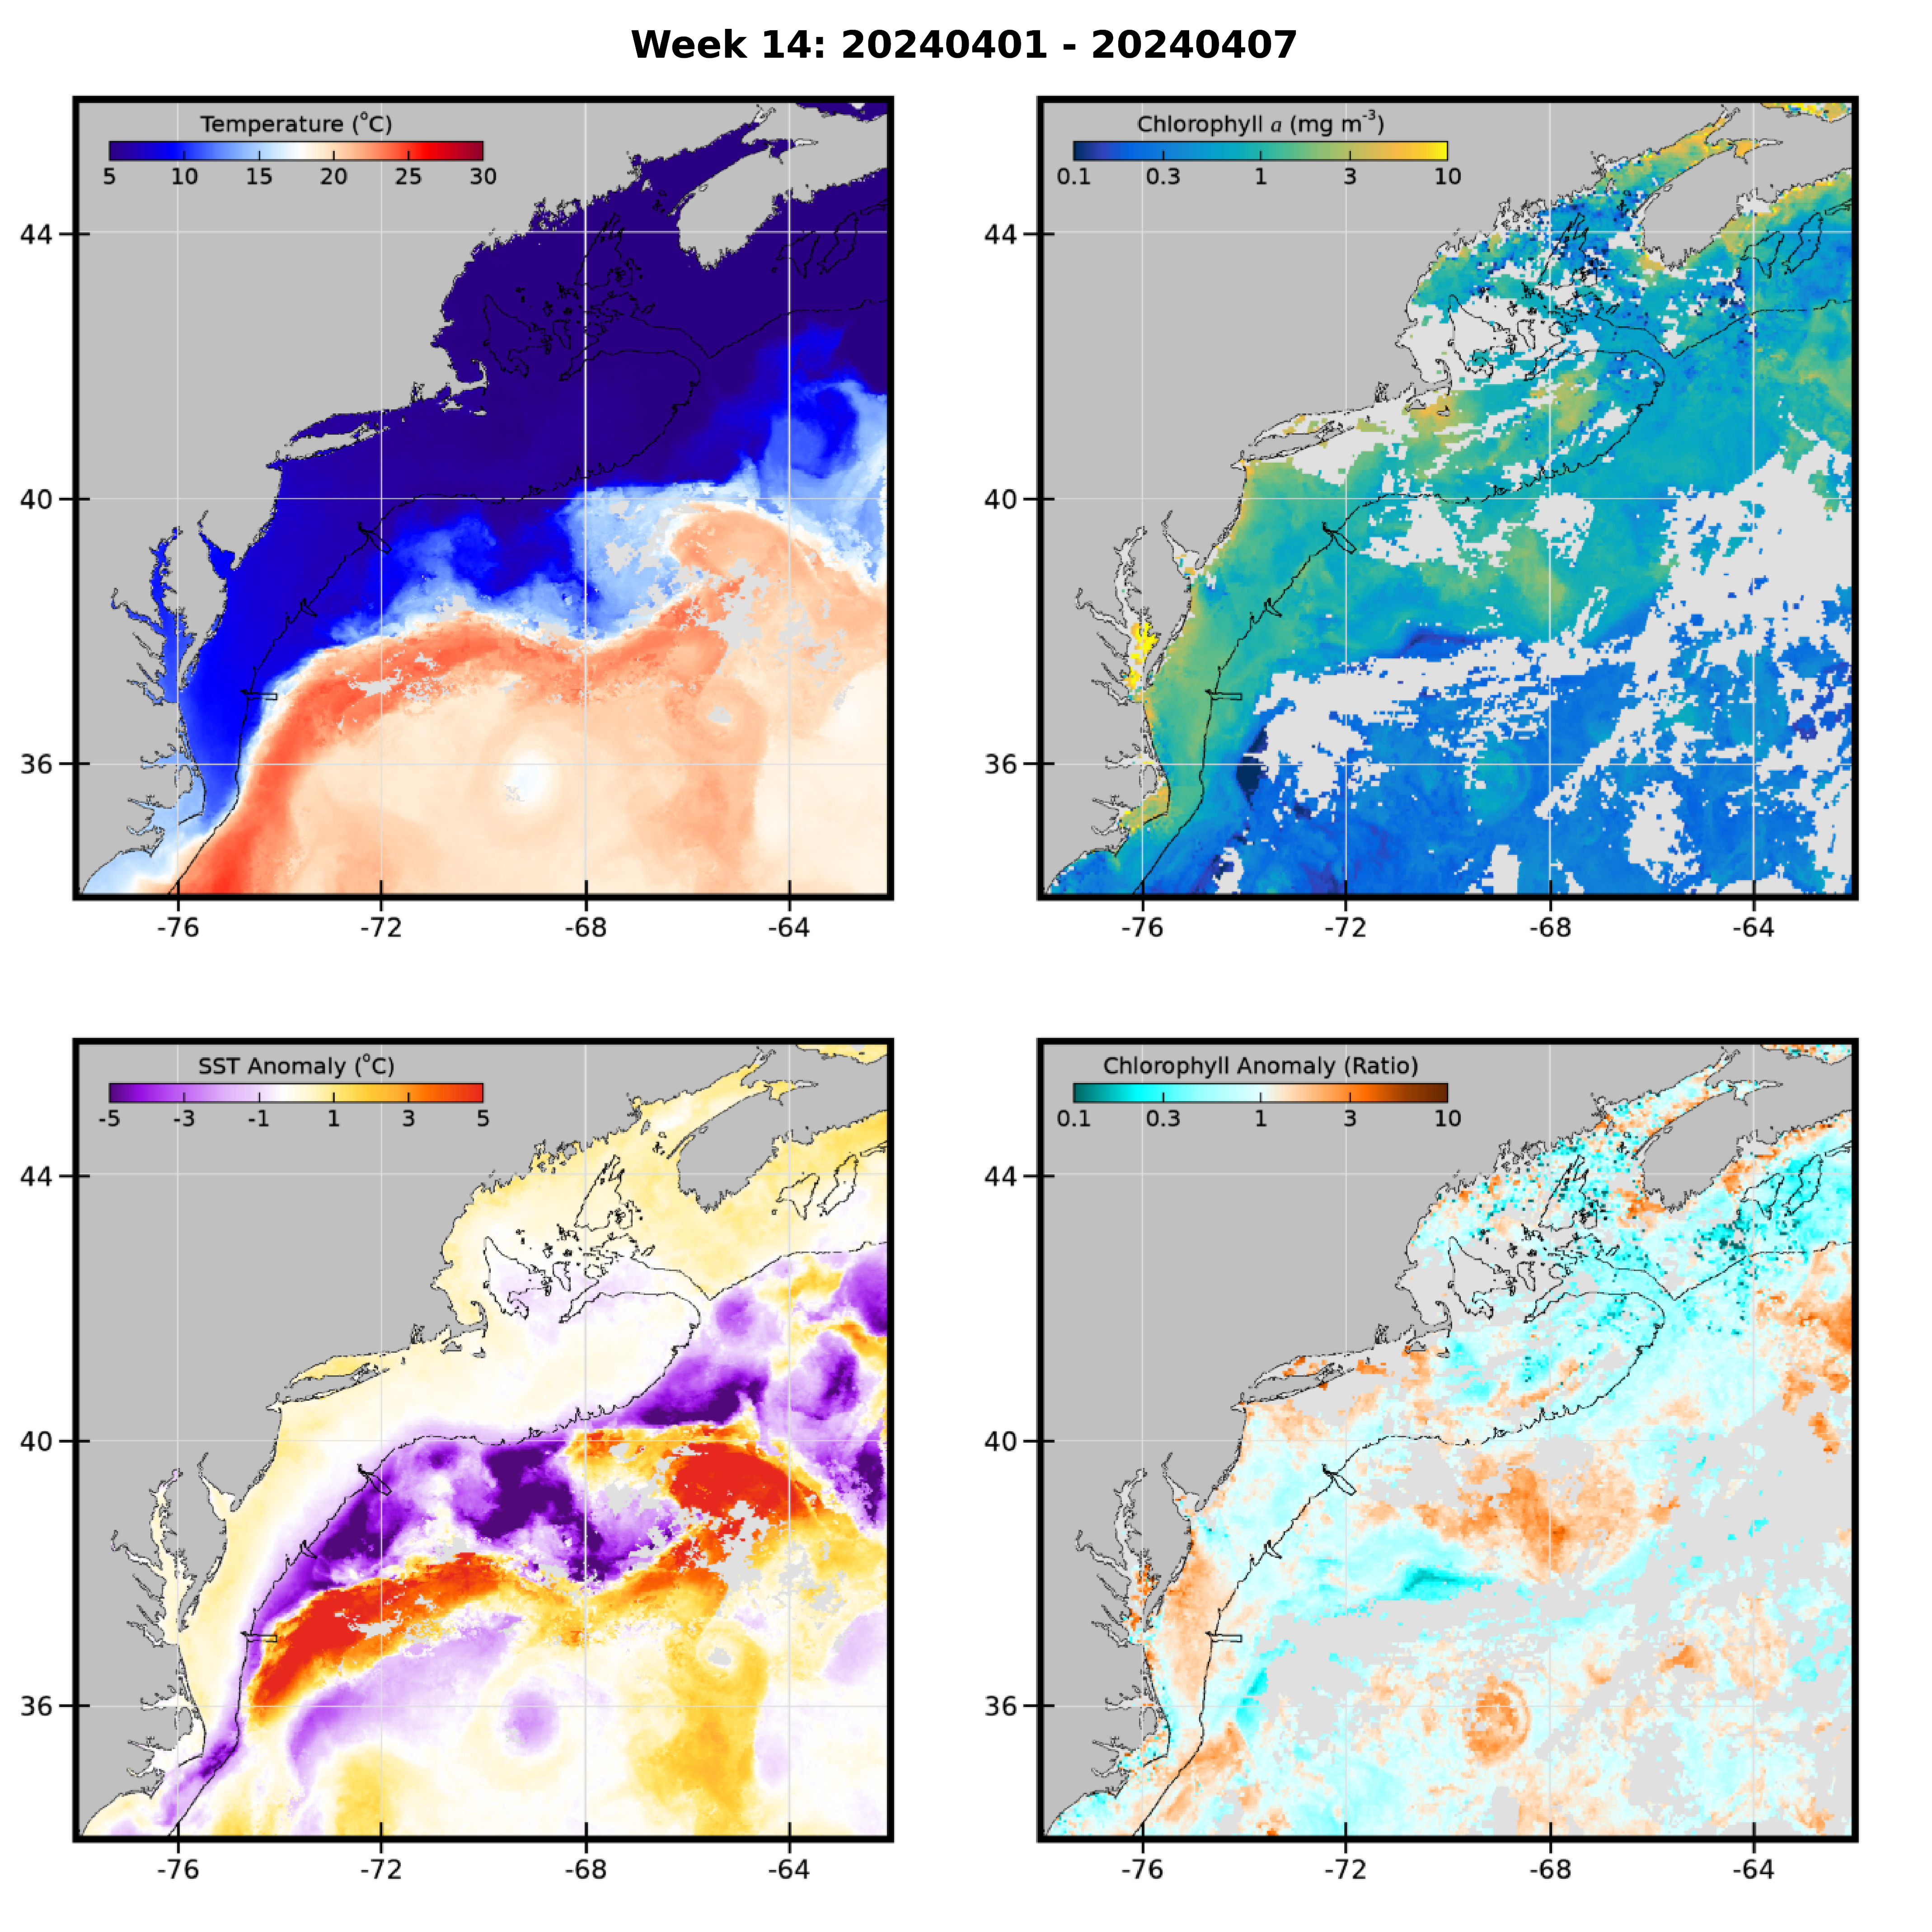 Week 14: 20240401 - 20240407
Temperature (°C)
5 10 15 20 25 30
44
40
36
-76 -72 -68 -64
Chlorophyll a (mg m⁻³)
0.1 0.3 1 3 10
44
40
36
-76 -72 -68 -64
SST Anomaly (°C)
-5 -3 -1 1 3 5
44
40
36
-76 -72 -68 -64
Chlorophyll Anomaly (Ratio)
0.1 0.3 1 3 10
44
40
36
-76 -72 -68 -64